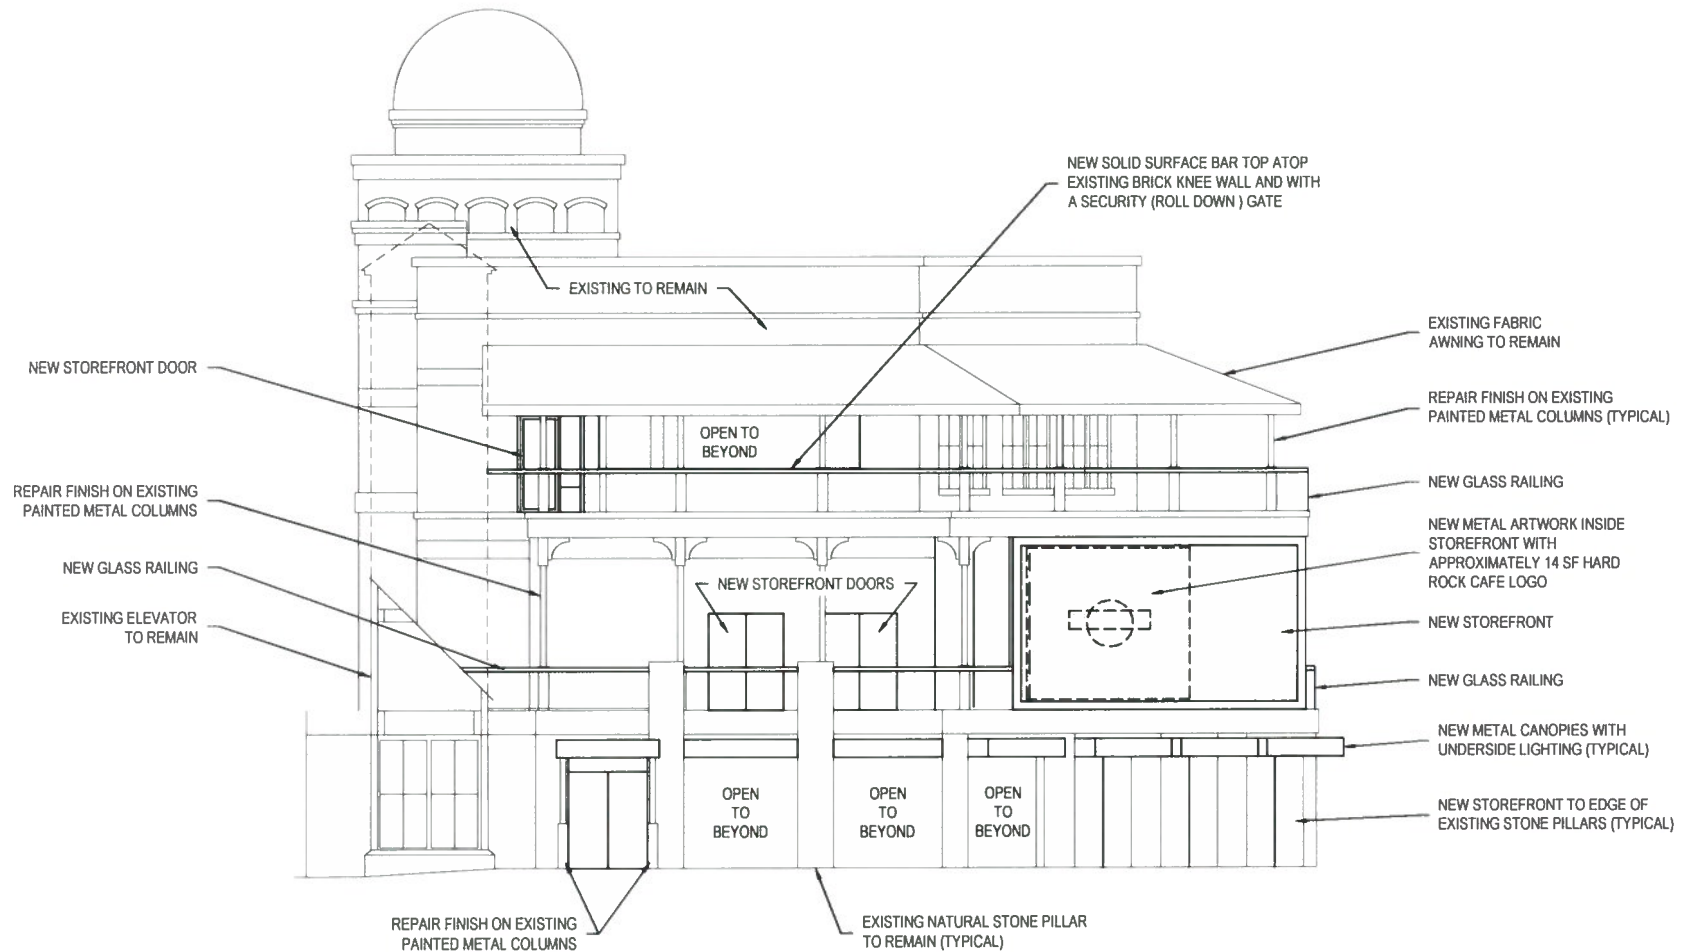 NEW SOLID SURFACE BAR TOP ATOP
EXISTING BRICK KNEE WALL AND WITH
A SECURITY (ROLL DOWN ) GATE
EXISTING TO REMAIN
EXISTING FABRIC
AWNING TO REMAIN
NEW STOREFRONT DOOR
REPAIR FINISH ON EXISTING
PAINTED METAL COLUMNS (TYPICAL)
OPEN TO
BEYOND
REPAIR FINISH ON EXISTING
PAINTED METAL COLUMNS
NEW GLASS RAILING
NEW METAL ARTWORK INSIDE
STOREFRONT WITH
APPROXIMATELY 14 SF HARD
ROCK CAFE LOGO
NEW GLASS RAILING
NEW STOREFRONT DOORS
EXISTING ELEVATOR
TO REMAIN
NEW STOREFRONT
NEW GLASS RAILING
NEW METAL CANOPIES WITH
UNDERSIDE LIGHTING (TYPICAL)
OPEN
TO
BEYOND
OPEN
TO
BEYOND
OPEN
TO
BEYOND
NEW STOREFRONT TO EDGE OF
EXISTING STONE PILLARS (TYPICAL)
REPAIR FINISH ON EXISTING
PAINTED METAL COLUMNS
EXISTING NATURAL STONE PILLAR
TO REMAIN (TYPICAL)